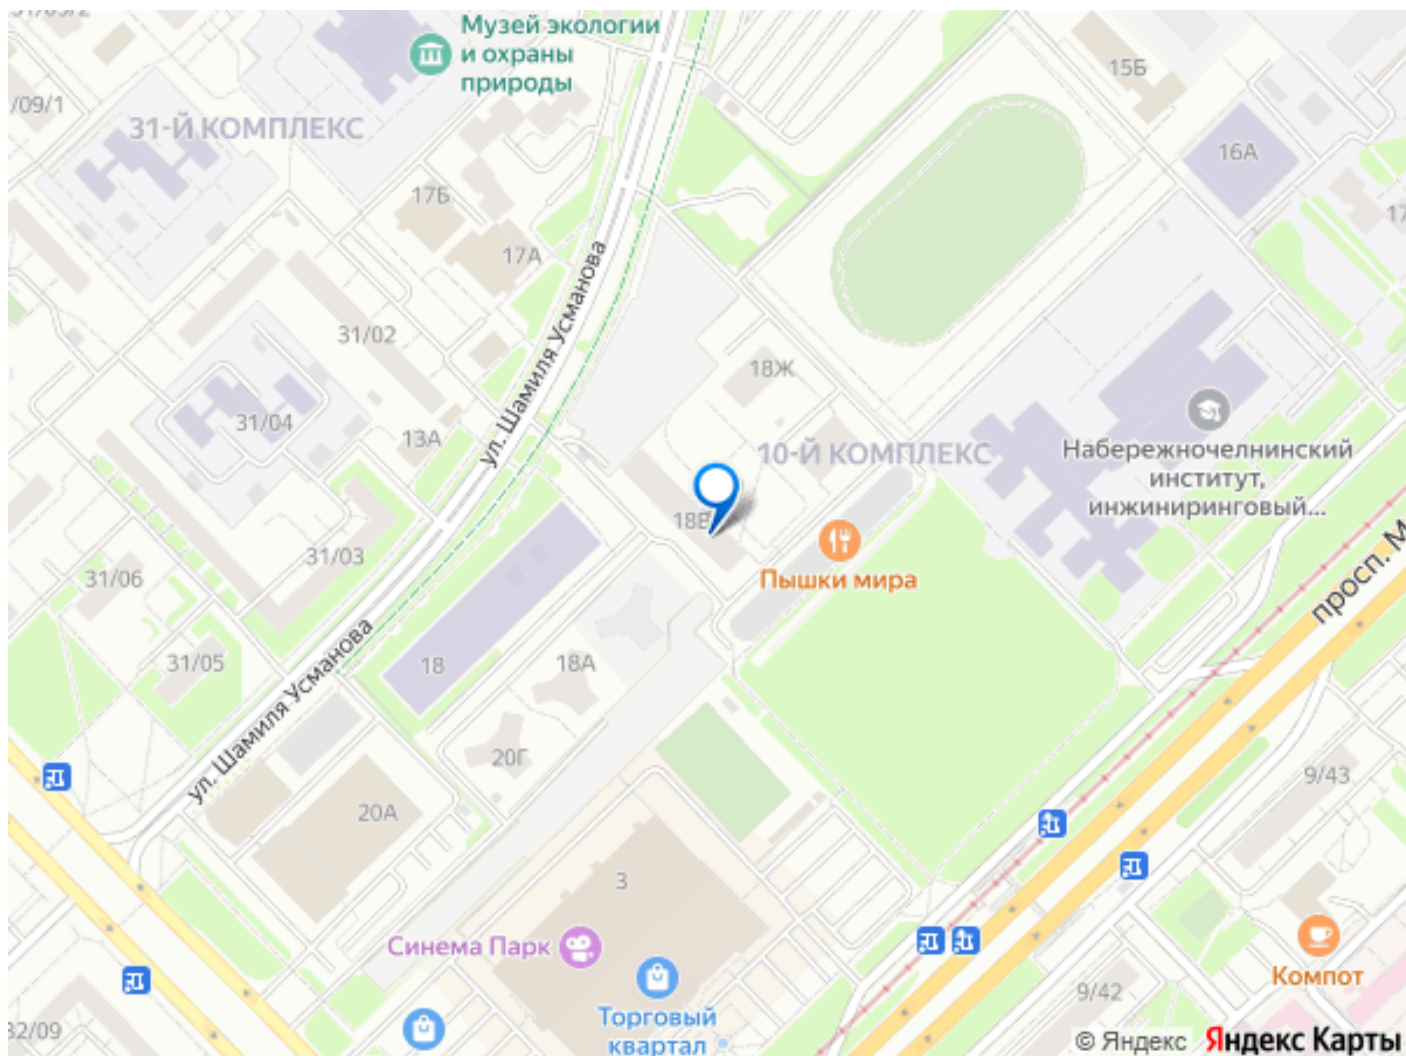 Музей экологии
и охраны
природы
15Б
/09/1
31-Й КОМПЛЕКС
16А
17Б
17А
31/02
ул. Шамиля Усманова
18Ж
31/04
13А
10-Й КОМПЛЕКС
Набережночелнинский
институт,
инжиниринговый...
18В
31/03
31/06
Пышки мира
просп. М
31/05
18
18А
ул. Шамиля Усманова
20Г
9/43
20А
3
Синема Парк
Компот
9/42
Торговый
квартал
32/09
© Яндекс Яндекс Карты